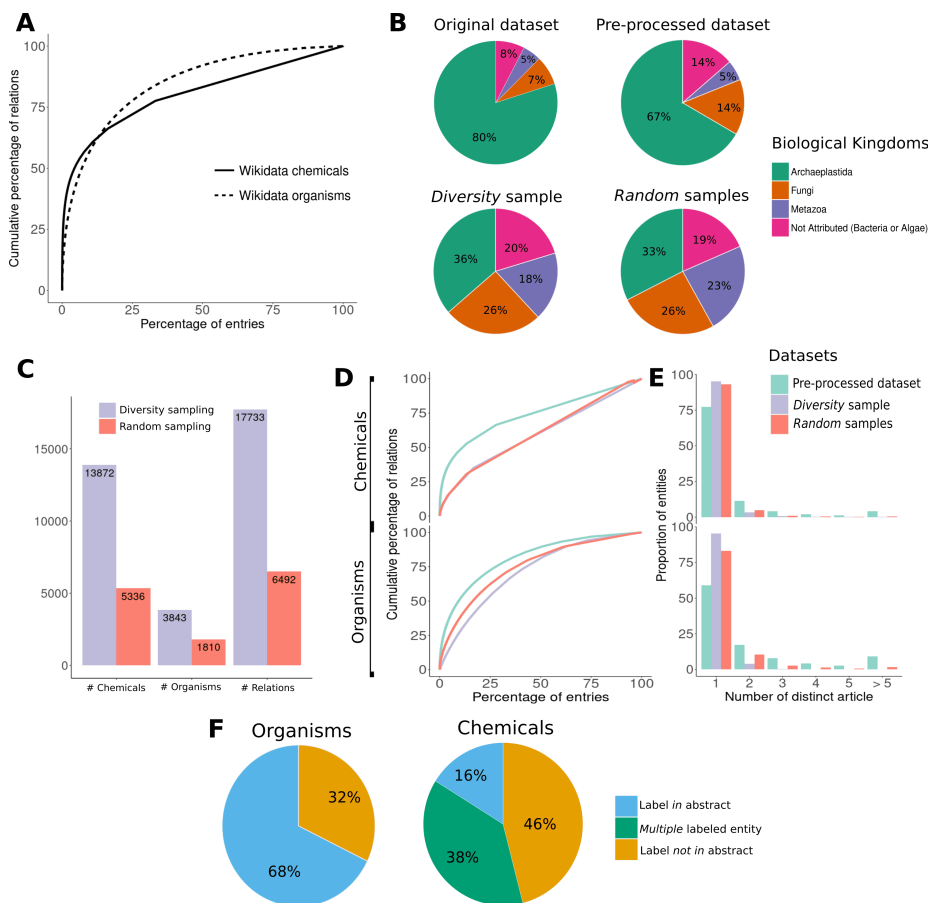 A
100
75
50
25
0
Cumulative percentage of relations
Wikidata chemicals
Wikidata organisms
0 25 50 75 100
Percentage of entries
B
Original dataset
8%
5%
7%
80%
Pre-processed dataset
14%
5%
14%
67%
Diversity sample
20%
36%
18%
26%
Random samples
19%
33%
23%
26%
Biological Kingdoms
Archaeplastida
Fungi
Metazoa
Not Attributed (Bacteria or Algae)
C
Diversity sampling
Random sampling
15000
10000
5000
0
13872
5336
3843
1810
17733
6492
# Chemicals
# Organisms
# Relations
D
Chemicals
Organisms
Cumulative percentage of relations
100
75
50
25
0
100
75
50
25
0
0 25 50 75 100
Percentage of entries
E
Datasets
Pre-processed dataset
Diversity sample
Random samples
Proportion of entities
100
75
50
25
0
100
75
50
25
0
1 2 3 4 5 > 5
Number of distinct article
F
Organisms
32%
68%
Chemicals
16%
46%
38%
Label in abstract
Multiple labeled entity
Label not in abstract